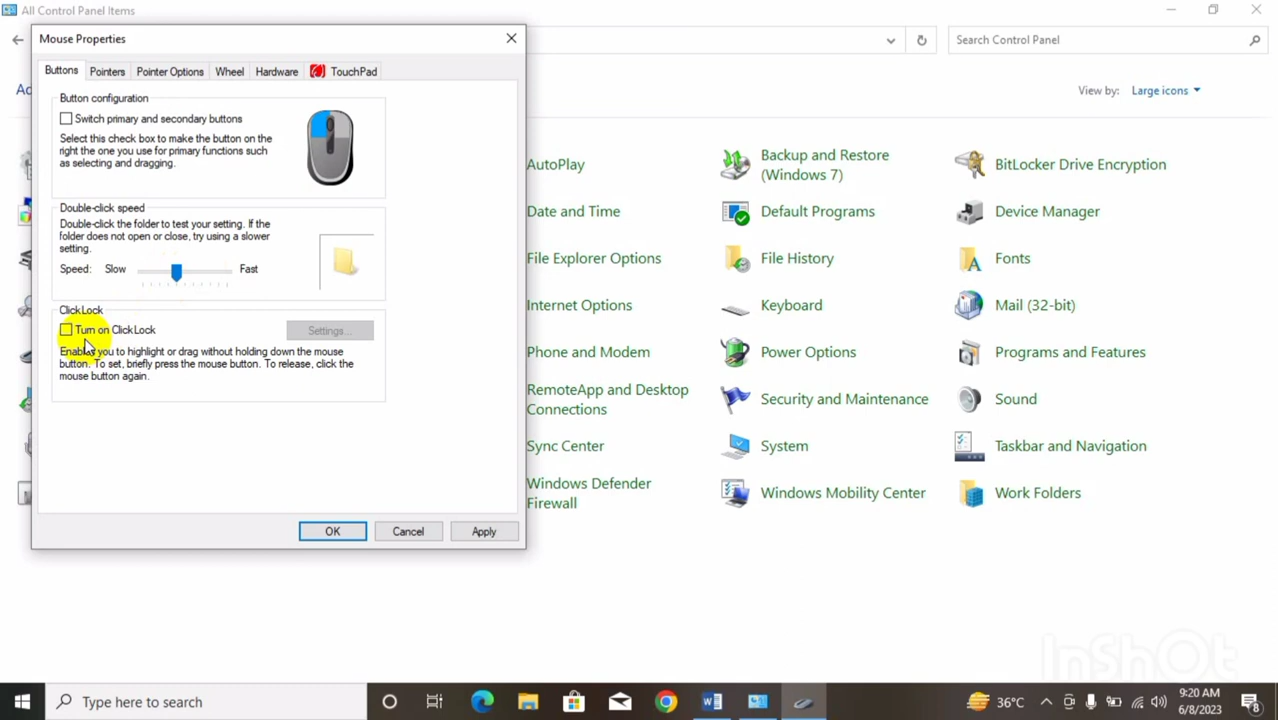 All Control Panel Items
Mouse Properties
Search Control Panel
Buttons
Pointers
Pointer Options
Wheel
Hardware
TouchPad
View by:
Large icons
Button configuration
Switch primary and secondary buttons
Select this check box to make the button on the
right the one you use for primary functions such
as selecting and dragging.
Double-click speed
Double-click the folder to test your setting. If the
folder does not open or close, try using a slower
setting.
Speed:
Slow
Fast
ClickLock
Turn on ClickLock
Settings...
Enables you to highlight or drag without holding down the mouse
button. To set, briefly press the mouse button. To release, click the
mouse button again.
OK
Cancel
Apply
AutoPlay
Backup and Restore
(Windows 7)
BitLocker Drive Encryption
Date and Time
Default Programs
Device Manager
File Explorer Options
File History
Fonts
Internet Options
Keyboard
Mail (32-bit)
Phone and Modem
Power Options
Programs and Features
RemoteApp and Desktop
Connections
Security and Maintenance
Sound
Sync Center
System
Taskbar and Navigation
Windows Defender
Firewall
Windows Mobility Center
Work Folders
InShOt
Type here to search
36°C
9:20 AM
6/8/2023
8